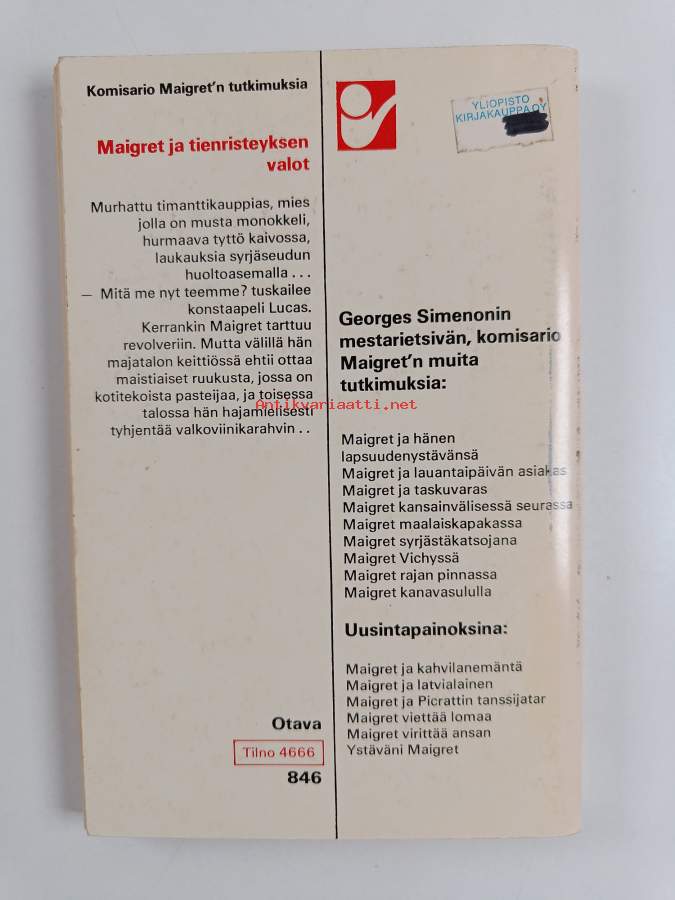 Komisario Maigret'n tutkimuksia
Maigret ja tienristeyksen
valot
Murhattu timanttikauppias, mies
jolla on musta monokkeli,
hurmaava tyttö kaivossa,
laukauksia syrjäseudun
huoltoasemalla ...
— Mitä me nyt teemme? tuskailee
konstaapeli Lucas.
Kerrankin Maigret tarttuu
revolveriin. Mutta välillä hän
majatalon keittiössä ehtii ottaa
maistiaiset ruukusta, jossa on
kotitekoista pasteijaa, ja toisessa
talossa hän hajamielisesti
tyhjentää valkoviinikarahvin ..
Antikvariaatti.net
Otava
Tilno 4666
846
YLIOPISTO
KIRJAKAUPPA OY
Georges Simenonin
mestarietsivän, komisario
Maigret'n muita
tutkimuksia:
Maigret ja hänen
lapsuudenystävänsä
Maigret ja lauantaipäivän asiakas
Maigret ja taskuvaras
Maigret kansainvälisessä seurassa
Maigret maalaiskapakassa
Maigret syrjästäkatsojana
Maigret Vichyssä
Maigret rajan pinnassa
Maigret kanavasululla
Uusintapainoksina:
Maigret ja kahvilanemäntä
Maigret ja latvialainen
Maigret ja Picrattin tanssijatar
Maigret viettää lomaa
Maigret virittää ansan
Ystäväni Maigret